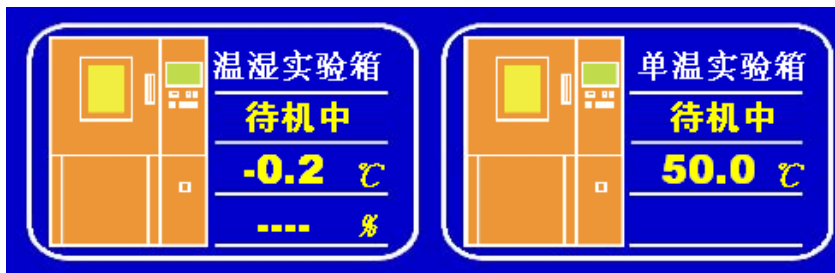 温湿实验箱
待机中
-0.2 ℃
---- %
单温实验箱
待机中
50.0 ℃